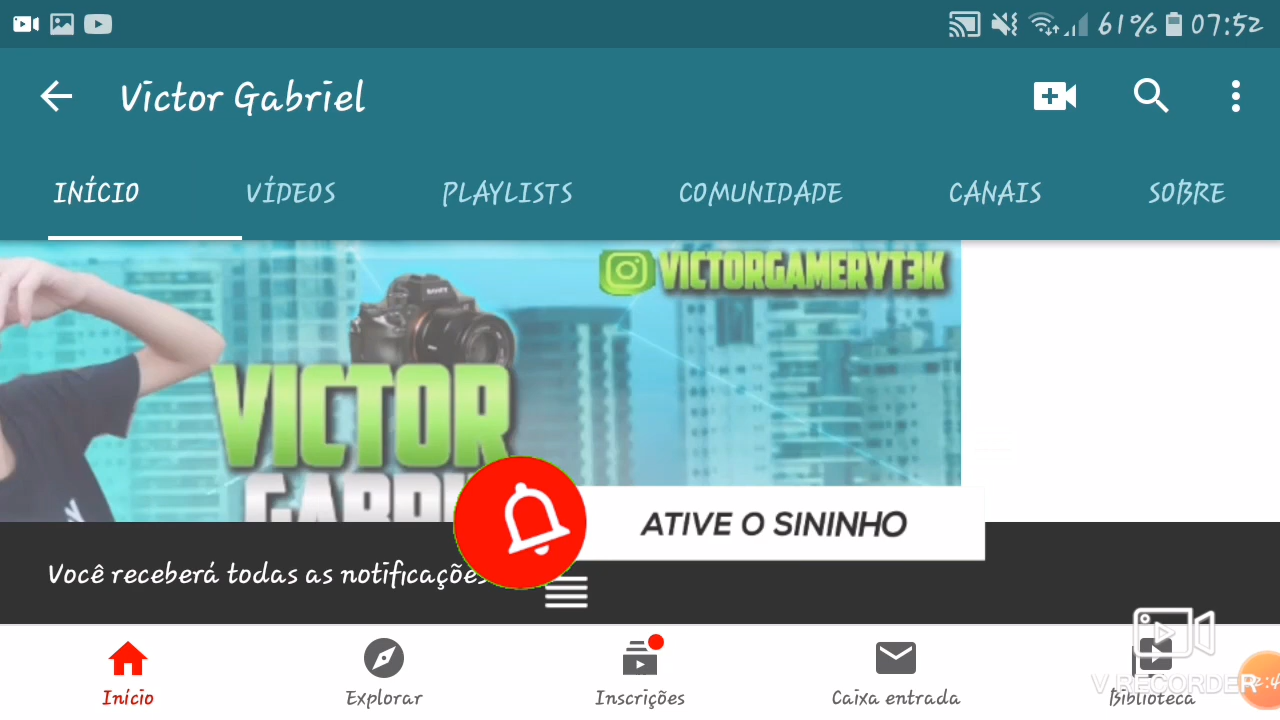 61% 07:52
Victor Gabriel
INÍCIO VÍDEOS PLAYLISTS COMUNIDADE CANAIS SOBRE
VICTORGAMERYT3K
SONY
VICTOR
ATIVE O SININHO
Você receberá todas as notificações
Início Explorar Inscrições Caixa entrada Biblioteca
V RECORDER